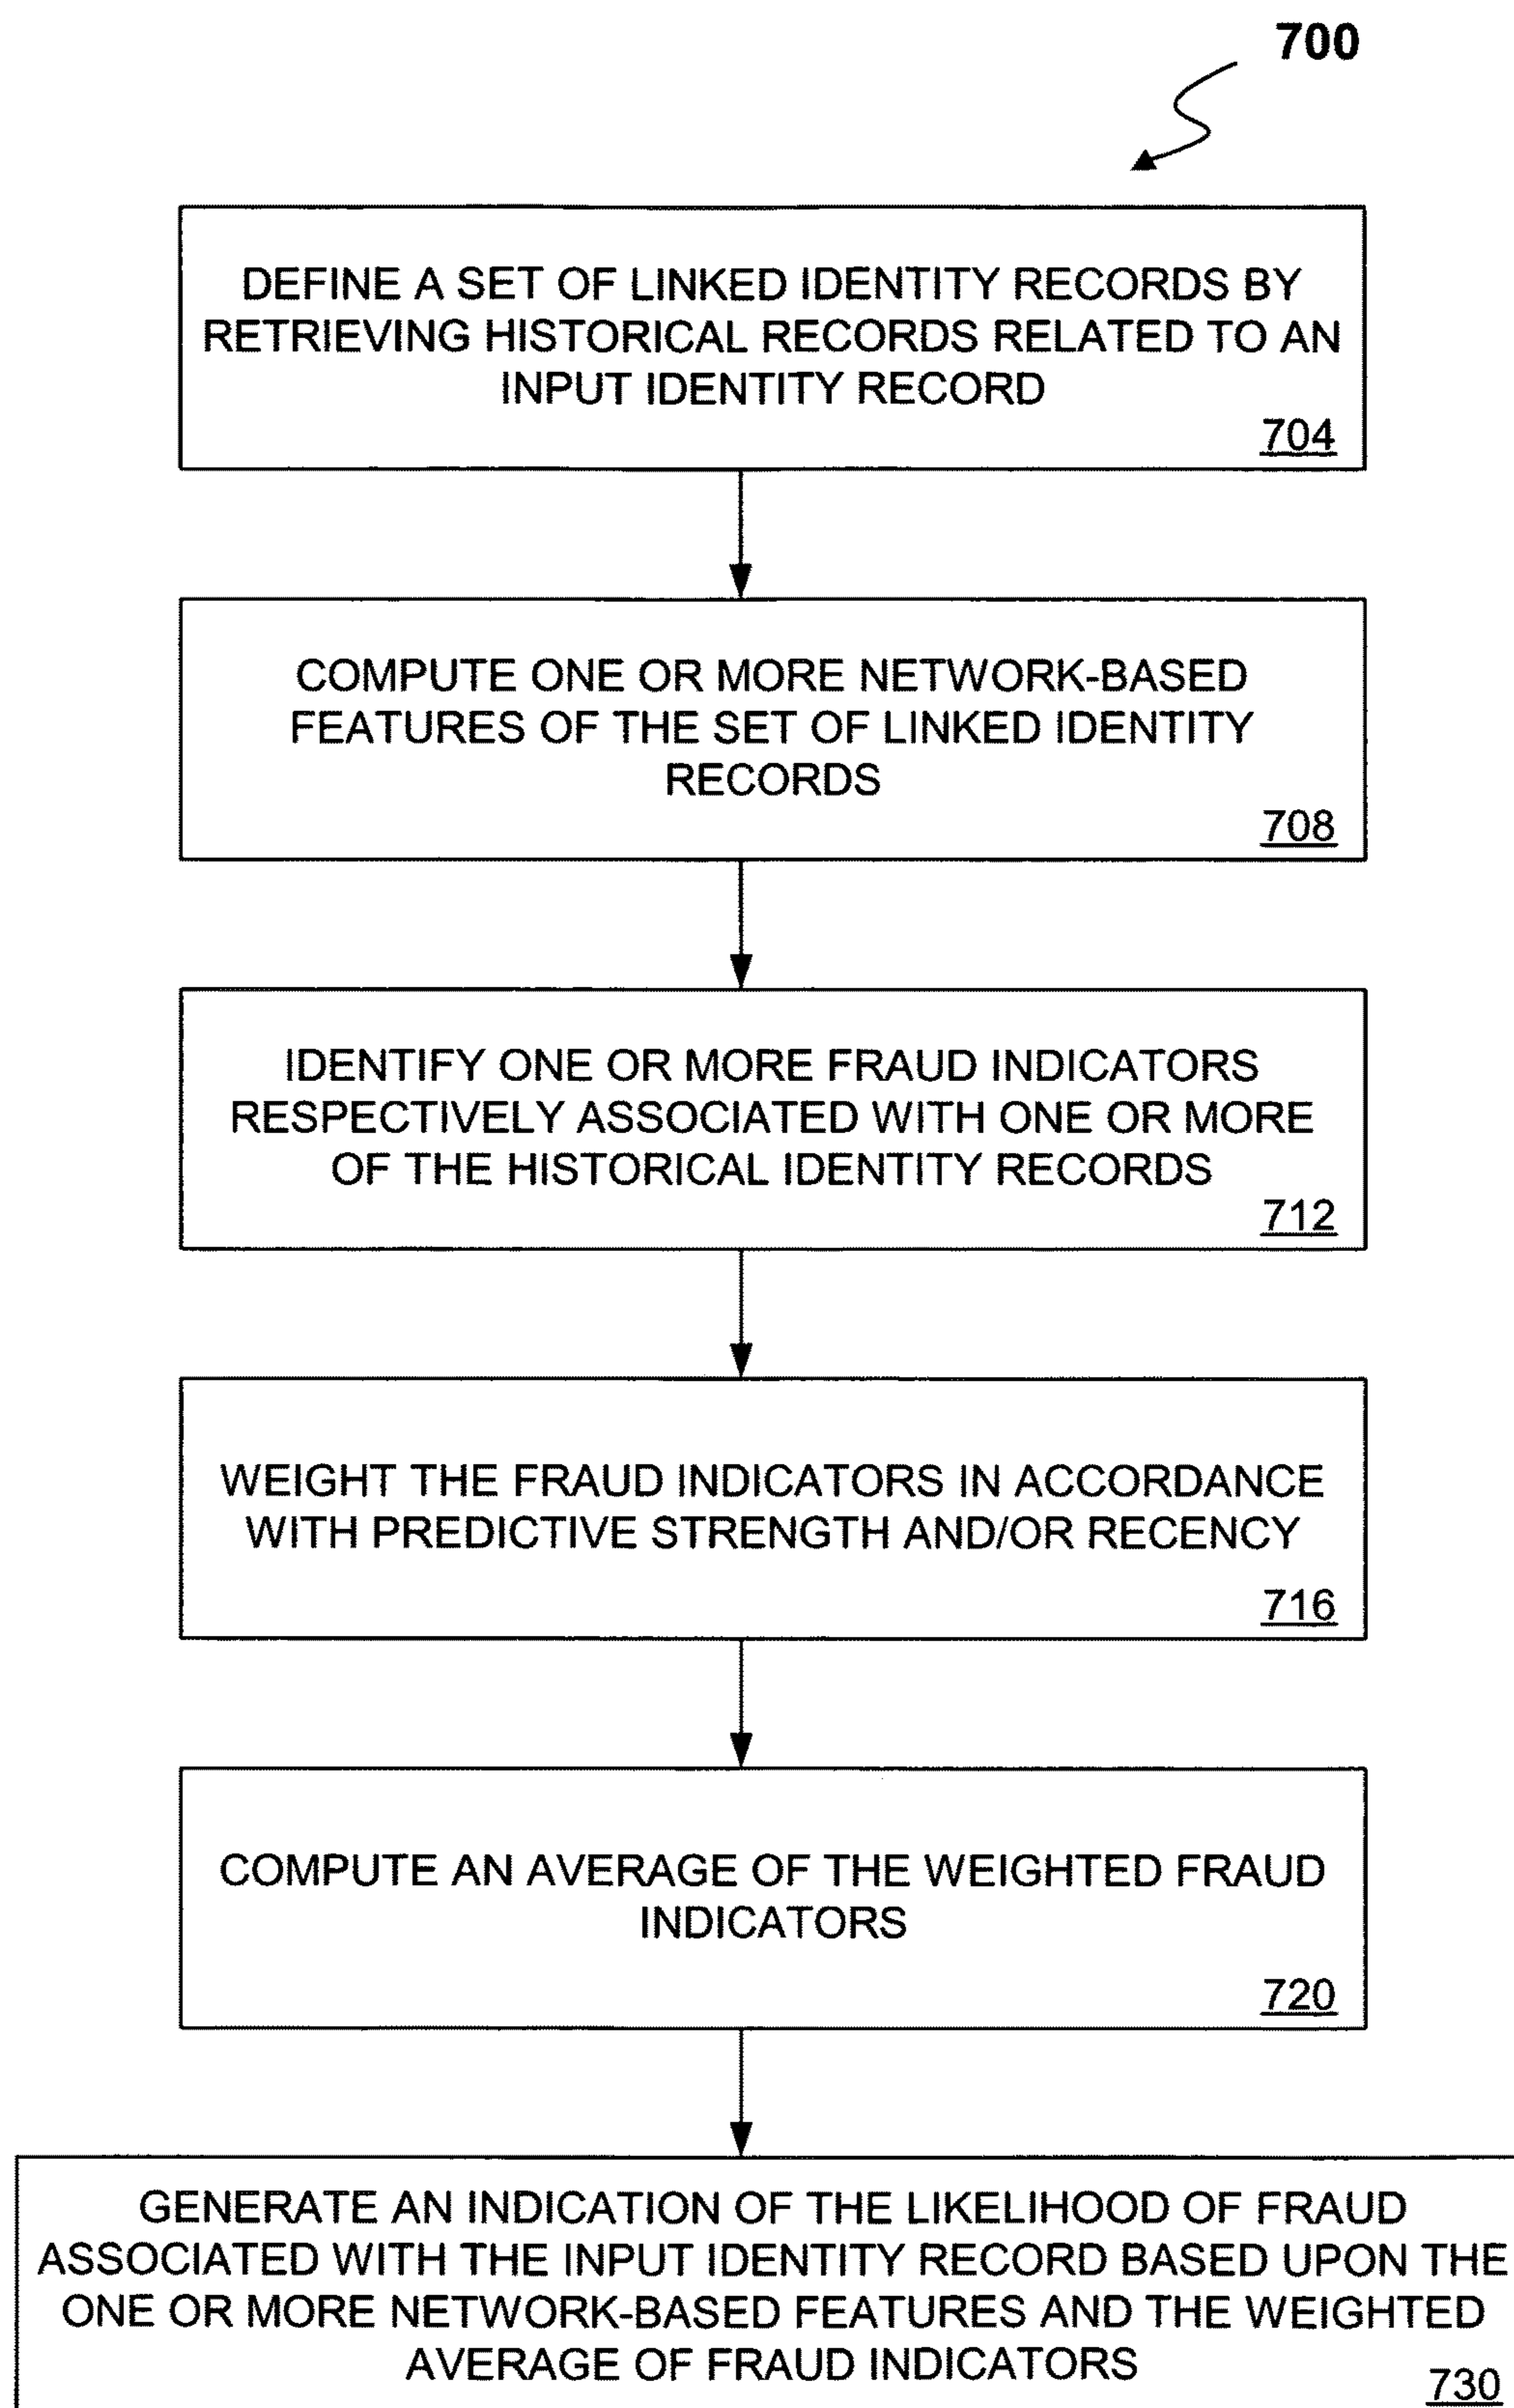 700
DEFINE A SET OF LINKED IDENTITY RECORDS BY
RETRIEVING HISTORICAL RECORDS RELATED TO AN
INPUT IDENTITY RECORD
704
COMPUTE ONE OR MORE NETWORK-BASED
FEATURES OF THE SET OF LINKED IDENTITY
RECORDS
708
IDENTIFY ONE OR MORE FRAUD INDICATORS
RESPECTIVELY ASSOCIATED WITH ONE OR MORE
OF THE HISTORICAL IDENTITY RECORDS
712
WEIGHT THE FRAUD INDICATORS IN ACCORDANCE
WITH PREDICTIVE STRENGTH AND/OR RECENCY
716
COMPUTE AN AVERAGE OF THE WEIGHTED FRAUD
INDICATORS
720
GENERATE AN INDICATION OF THE LIKELIHOOD OF FRAUD
ASSOCIATED WITH THE INPUT IDENTITY RECORD BASED UPON THE
ONE OR MORE NETWORK-BASED FEATURES AND THE WEIGHTED
AVERAGE OF FRAUD INDICATORS
730